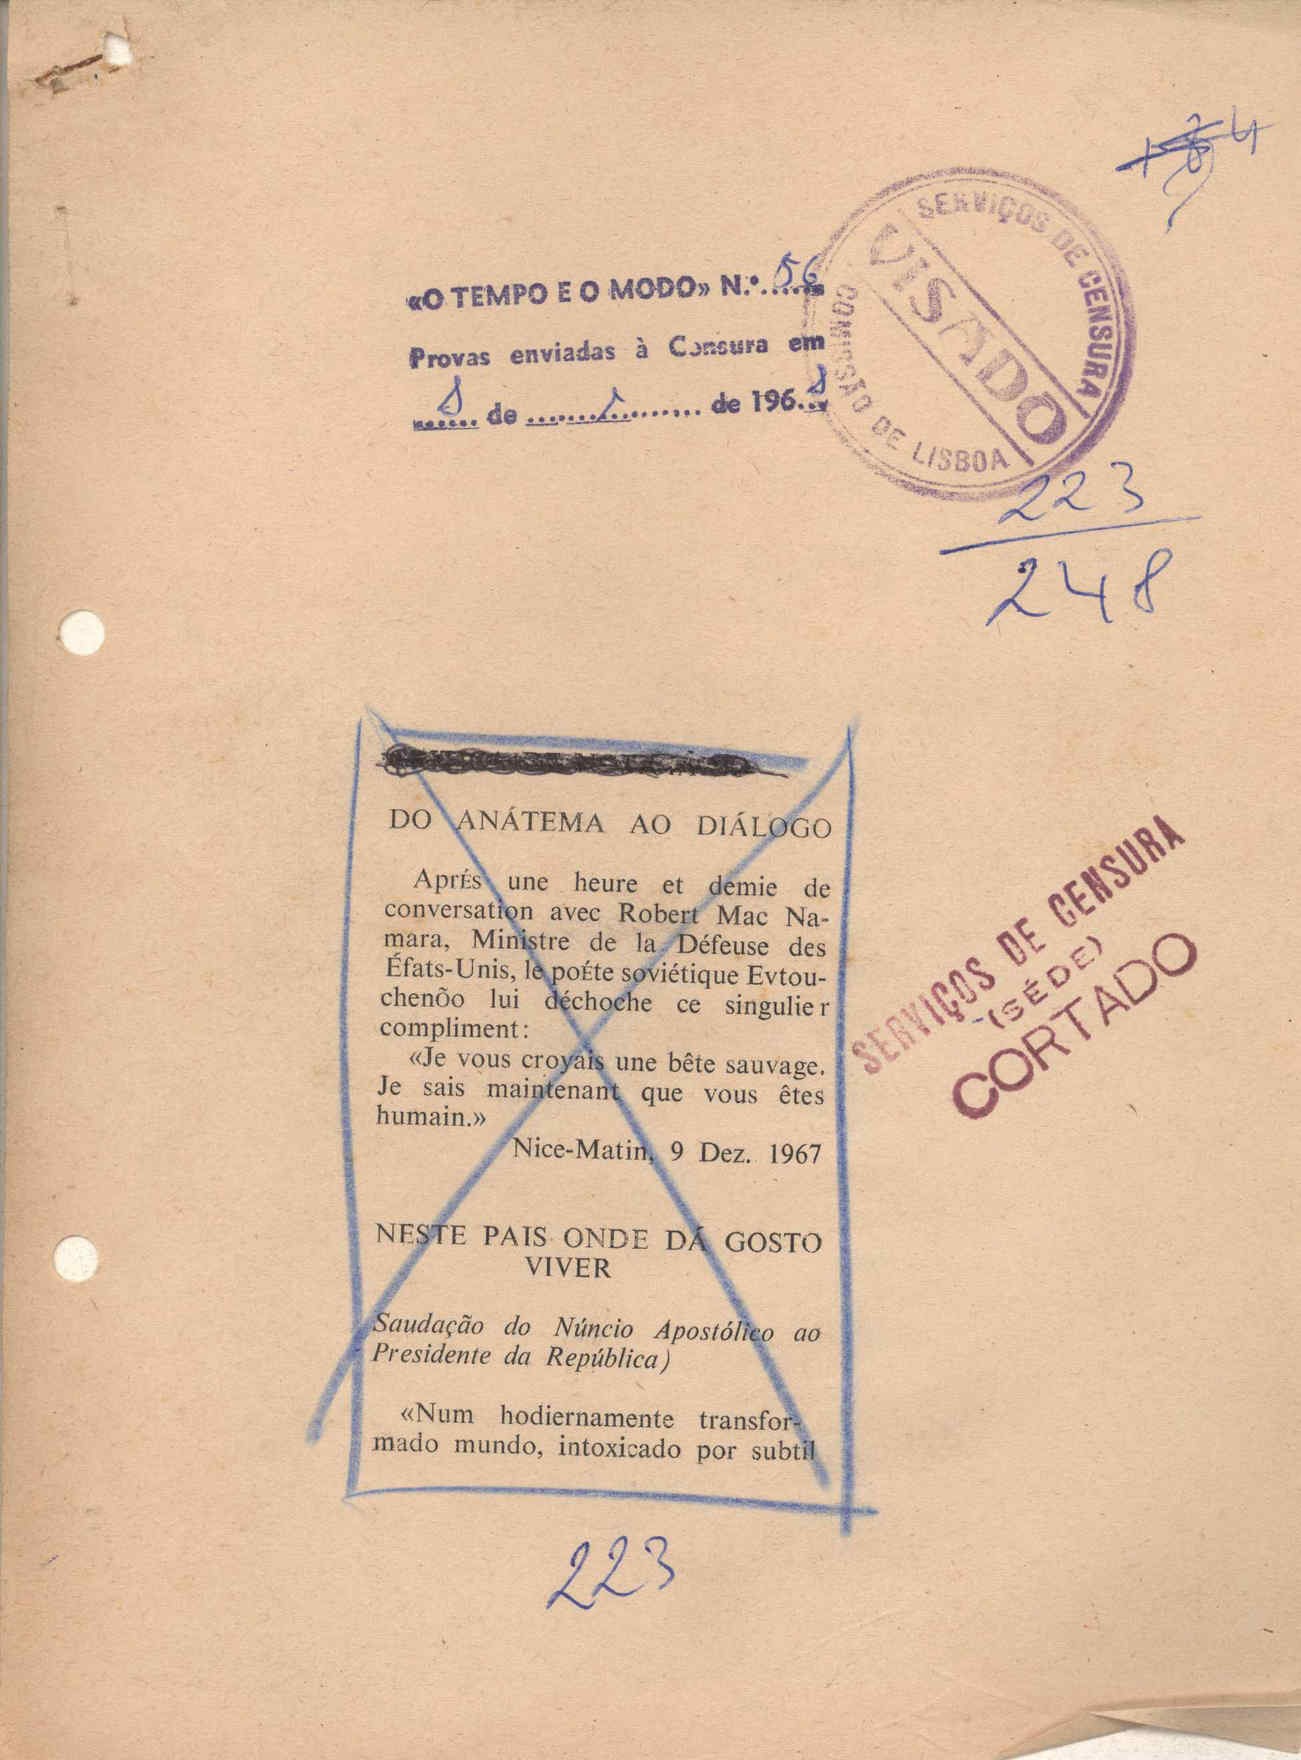 «O TEMPO E O MODO» N.º 56
Provas enviadas à Censura em
8 de ........ de 1968
SERVIÇOS DE CENSURA
VISADO
COMISSÃO DE LISBOA
223
248
DO ANÁTEMA AO DIÁLOGO
AprÉs une heure et demie de
conversation avec Robert Mac Na-
mara, Ministre de la Défeuse des
Éfats-Unis, le poÉte soviétique Evtou-
chenõo lui déchoche ce singulier
compliment:
«Je vous croyais une bête sauvage.
Je sais maintenant que vous êtes
humain.»
Nice-Matin, 9 Dez. 1967
SERVIÇOS DE CENSURA
(SÉDE)
CORTADO
NESTE PAIS ONDE DÁ GOSTO
VIVER
Saudação do Núncio Apostólico ao
Presidente da República)
«Num hodiernamente transfor-
mado mundo, intoxicado por subtil
223